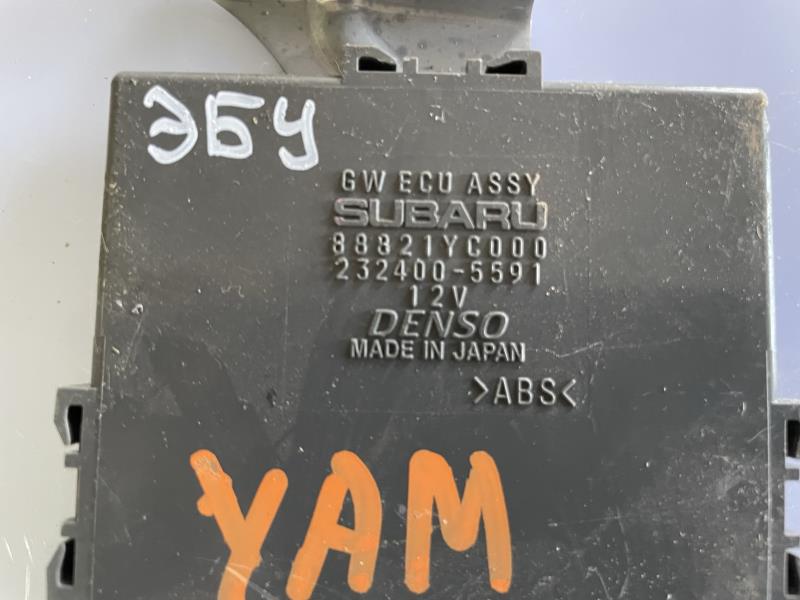 ЭБУ
GW ECU ASSY
SUBARU
88821YC000
232400-5591
12V
DENSO
MADE IN JAPAN
>ABS<
YAM